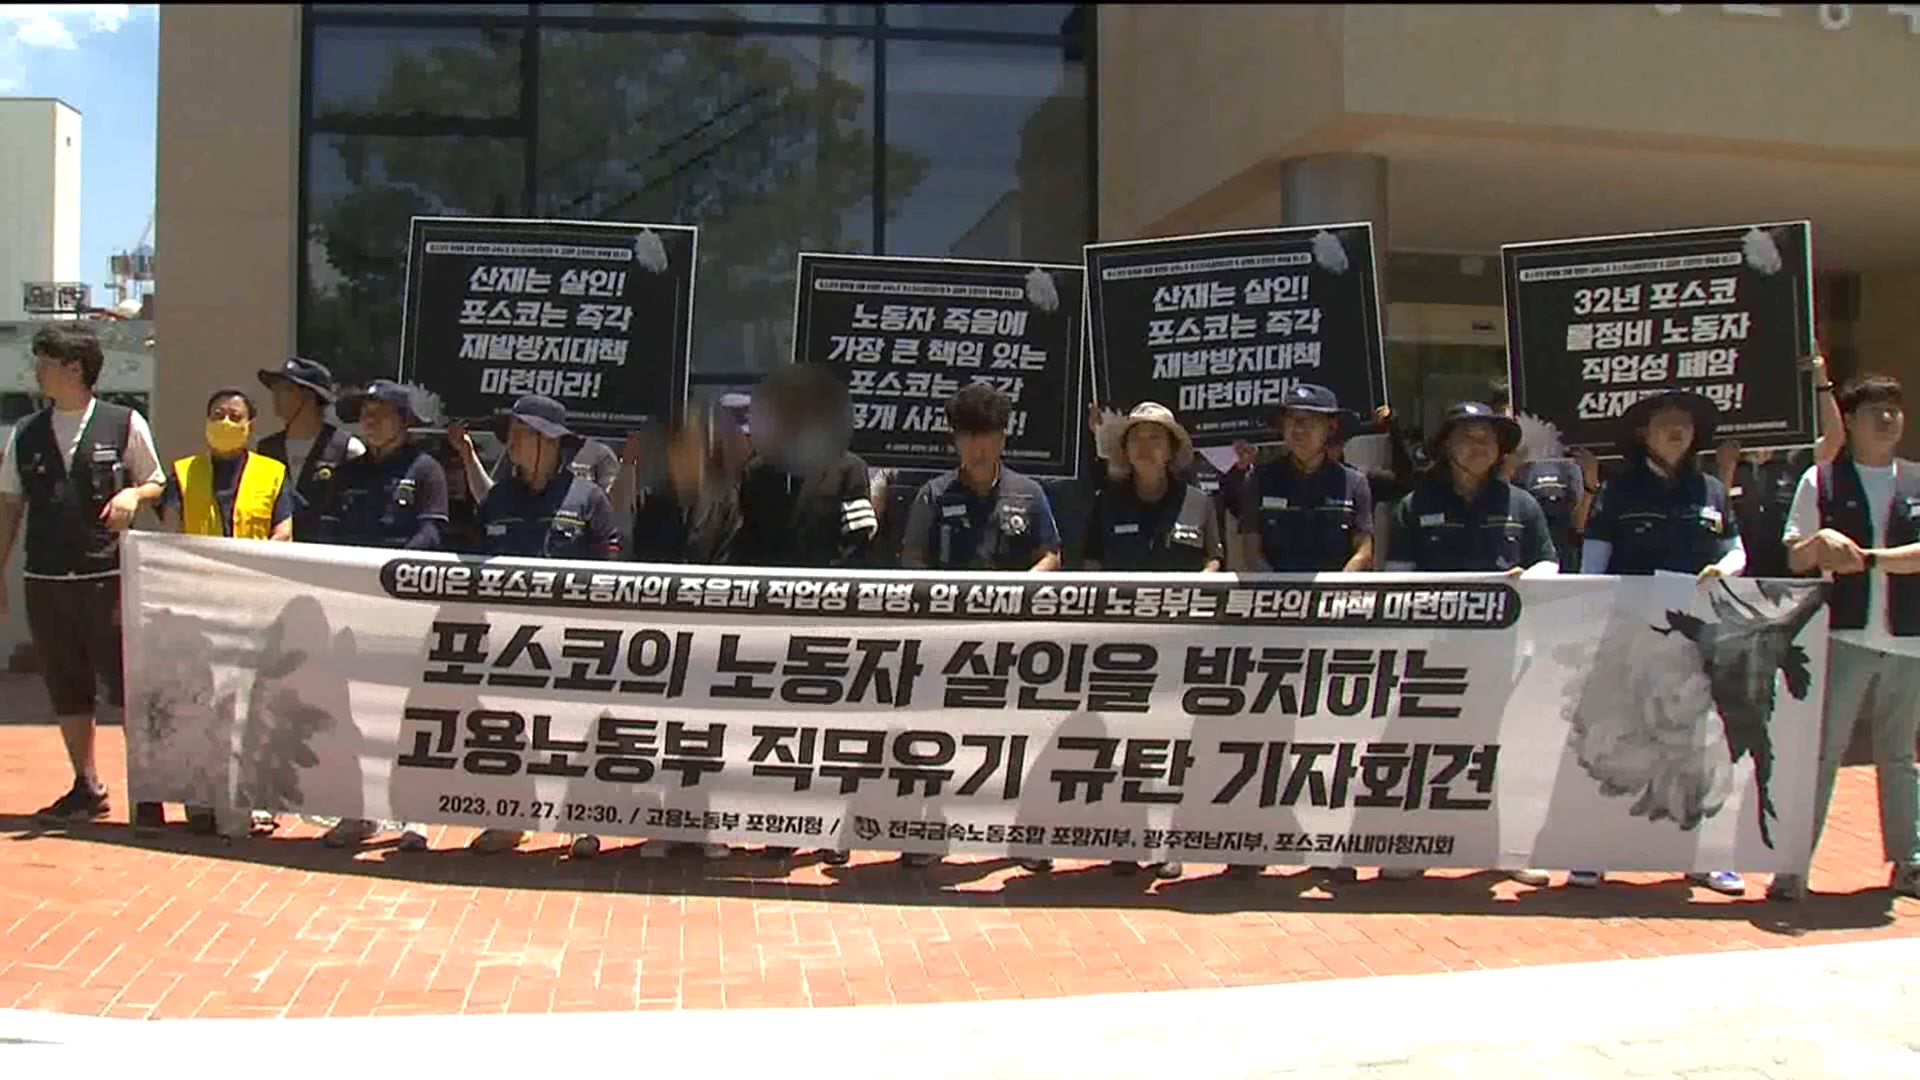 산재는 살인!
포스코는 즉각
재발방지대책
마련하라!
노동자 죽음에
가장 큰 책임 있는
포스코는 즉각
공개
산재는 살인!
포스코는 즉각
재발방지대책
마련하라
32년 포스코
롤정비 노동자
직업성 폐암
연이은 포스코 노동자의 죽음과 직업성 질병, 암 산재 승인! 노동부는 특단의 대책 마련하라!
포스코의 노동자 살인을 방치하는
고용노동부 직무유기 규탄 기자회견
2023. 07. 27. 12:30. / 고용노동부 포항지청 / 전국금속노동조합 포항지부, 광주전남지부, 포스코사내하청지회